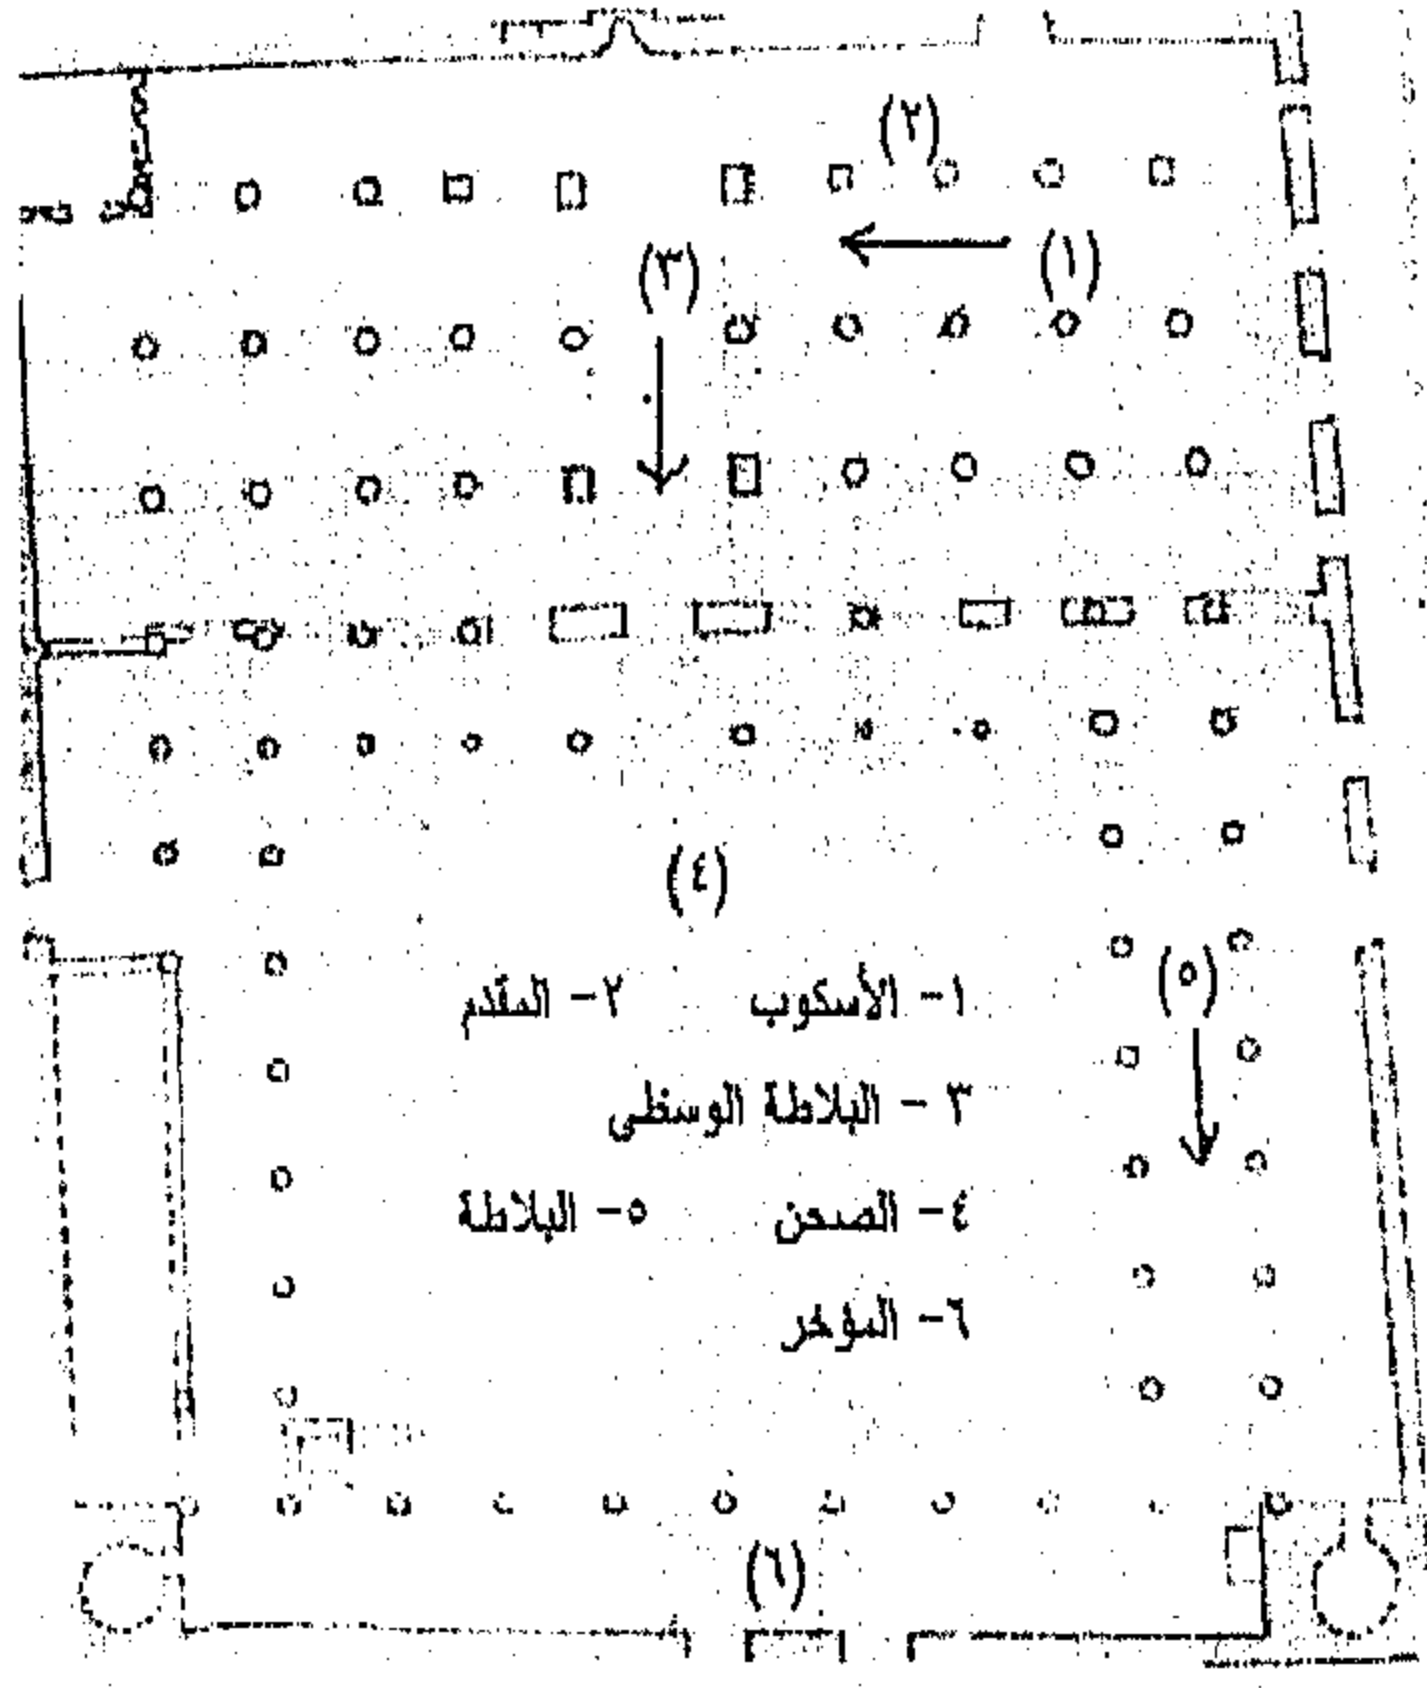 (٢)
(١)
(٣)
(٤)
١- الأسكوب ٢- المقدم
(٥)
٣ - البلاطة الوسطى
٤- الصحن ٥- البلاطة
٦- المؤخر
(٦)